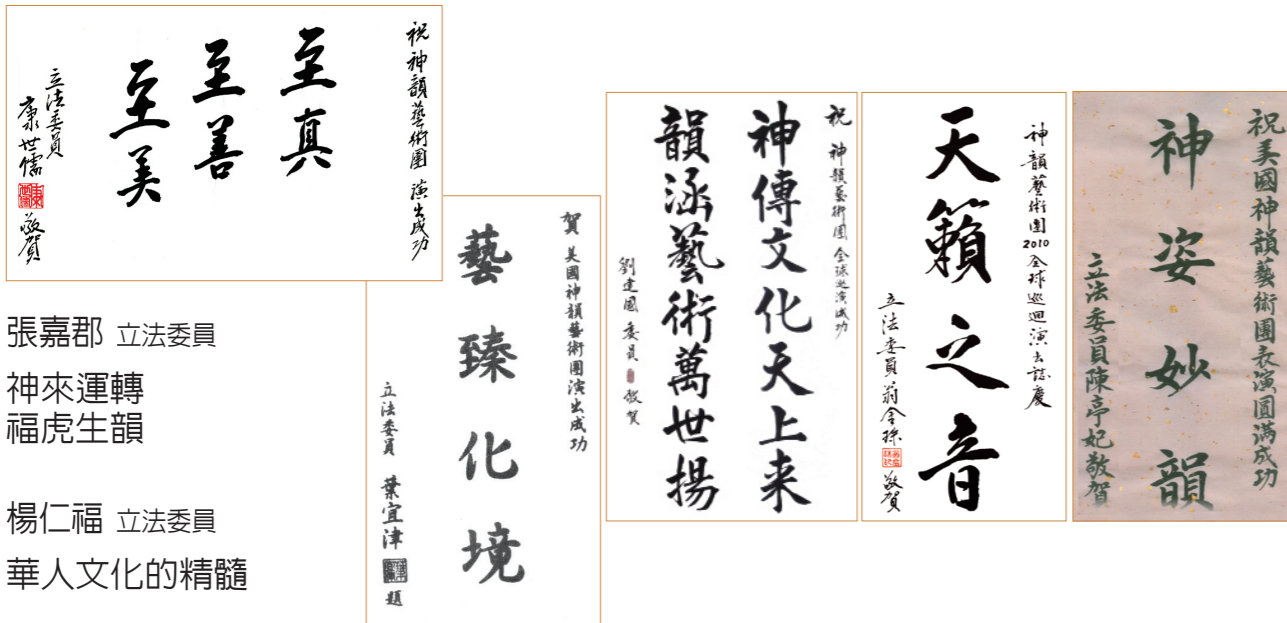 祝神韻藝術團 演出成功
至真
至善
至美
立法委員
康世儒 敬賀
張嘉郡 立法委員
神來運轉
福虎生韻
楊仁福 立法委員
華人文化的精髓
賀 美國神韻藝術團演出成功
藝臻化境
立法委員 葉宜津 題
祝 神韻藝術團 全球巡演成功
神傳文化天上来
韻涵藝術萬世揚
劉建國 委員 敬賀
神韻藝術團2010全球巡迴演出誌慶
天籟之音
立法委員 翁金珠 敬賀
祝美國神韻藝術團表演圓滿成功
神姿妙韻
立法委員陳亭妃敬賀